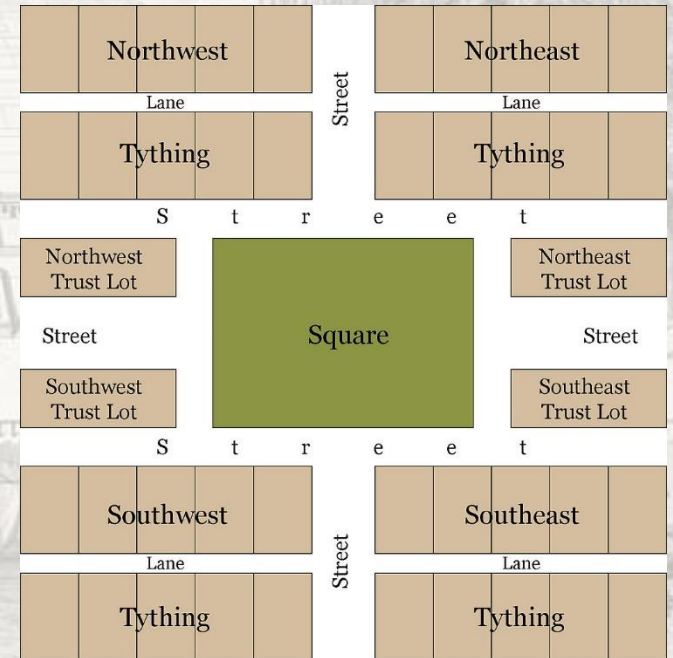 Northwest
Northeast
Street
Lane
Lane
Tything
Tything
S t r e e t
Northwest
Trust Lot
Northeast
Trust Lot
Street
Square
Street
Southwest
Trust Lot
Southeast
Trust Lot
S t r e e t
Southwest
Southeast
Street
Lane
Lane
Tything
Tything